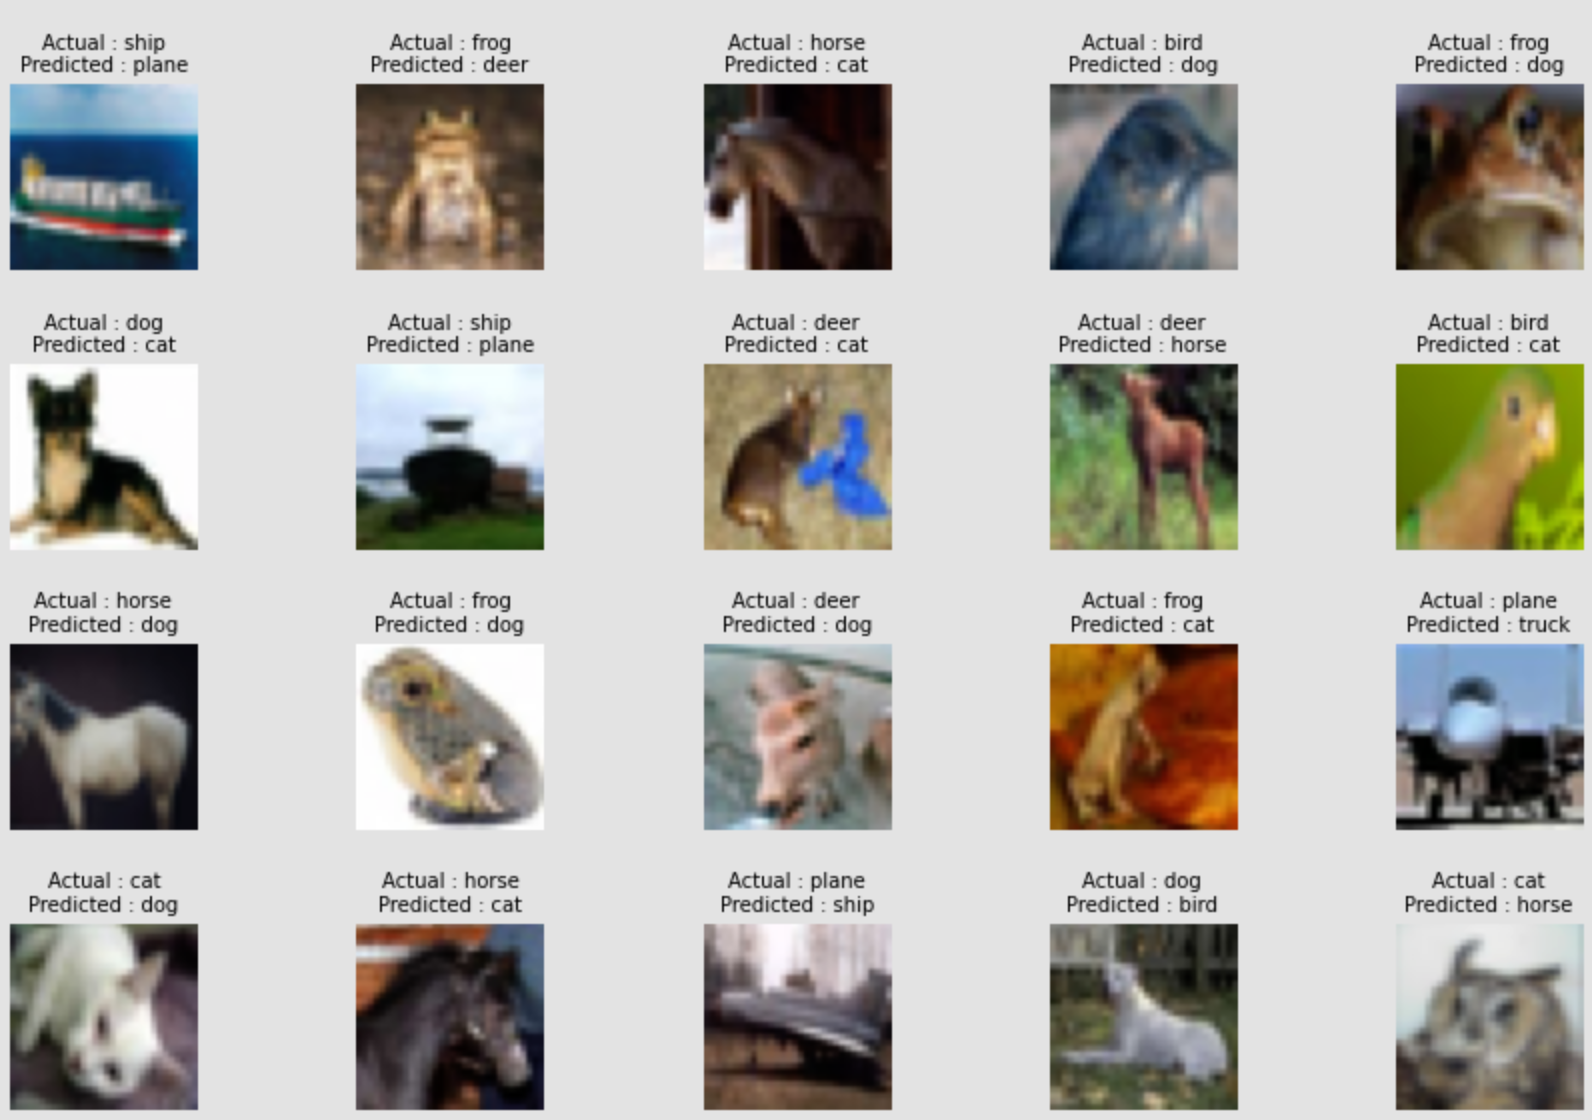 Actual : ship
Predicted : plane
Actual : frog
Predicted : deer
Actual : horse
Predicted : cat
Actual : bird
Predicted : dog
Actual : frog
Predicted : dog
Actual : dog
Predicted : cat
Actual : ship
Predicted : plane
Actual : deer
Predicted : cat
Actual : deer
Predicted : horse
Actual : bird
Predicted : cat
Actual : horse
Predicted : dog
Actual : frog
Predicted : dog
Actual : deer
Predicted : dog
Actual : frog
Predicted : cat
Actual : plane
Predicted : truck
Actual : cat
Predicted : dog
Actual : horse
Predicted : cat
Actual : plane
Predicted : ship
Actual : dog
Predicted : bird
Actual : cat
Predicted : horse